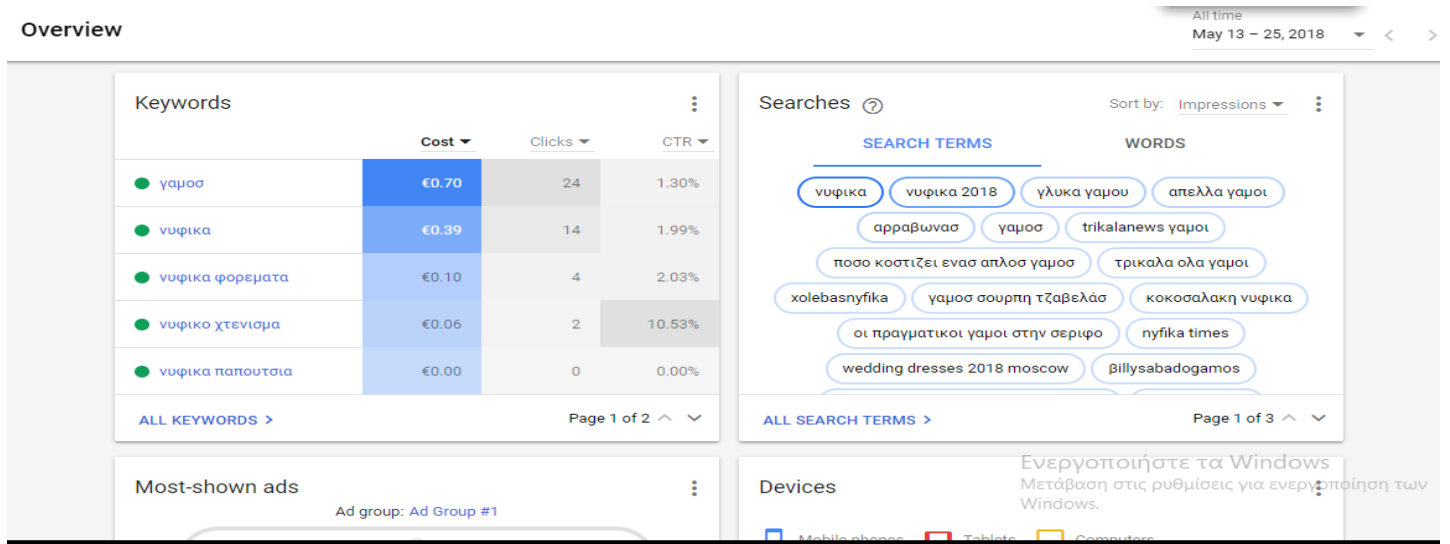 All time
Overview
May 13 – 25, 2018
Keywords
Cost Clicks CTR
γαμοσ €0.70 24 1.30%
νυφικα €0.39 14 1.99%
νυφικα φορεματα €0.10 4 2.03%
νυφικο χτενισμα €0.06 2 10.53%
νυφικα παπουτσια €0.00 0 0.00%
ALL KEYWORDS > Page 1 of 2
Searches ? Sort by: Impressions
SEARCH TERMS WORDS
νυφικα νυφικα 2018 γλυκα γαμου απελλα γαμοι
αρραβωνασ γαμοσ trikalanews γαμοι
ποσο κοστιζει ενασ απλοσ γαμοσ τρικαλα ολα γαμοι
xolebasnyfika γαμοσ σουρπη τζαβελάσ κοκοσαλακη νυφικα
οι πραγματικοι γαμοι στην σεριφο nyfika times
wedding dresses 2018 moscow βillysabadogamos
ALL SEARCH TERMS > Page 1 of 3
Most-shown ads
Ad group: Ad Group #1
Devices
Mobile phones Tablets Computers
Ενεργοποιήστε τα Windows
Μετάβαση στις ρυθμίσεις για ενεργοποίηση των
Windows.